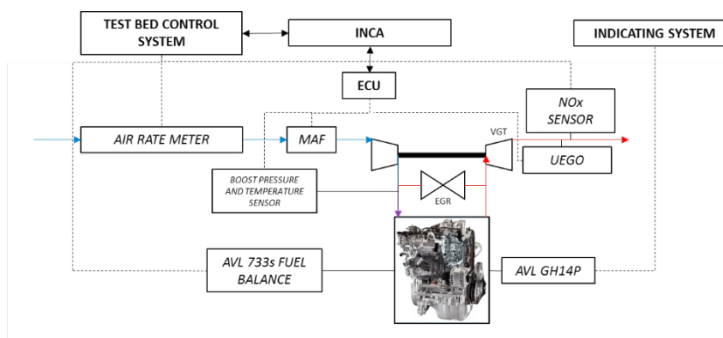 TEST BED CONTROL
SYSTEM
INCA
INDICATING SYSTEM
ECU
NOx
SENSOR
AIR RATE METER
MAF
VGT
UEGO
BOOST PRESSURE
AND TEMPERATURE
SENSOR
EGR
AVL 733s FUEL
BALANCE
AVL GH14P